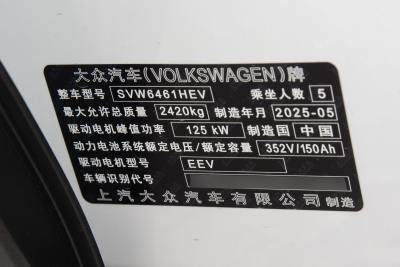 大众汽车(VOLKSWAGEN)牌
整车型号 SVW6461HEV 乘坐人数 5
最大允许总质量 2420kg 制造年月 2025-05
驱动电机峰值功率 125 kW 制造国 中国
动力电池系统额定电压/额定容量 352V/150Ah
驱动电机型号 EEV
车辆识别代号
上汽大众汽车有限公司 制造